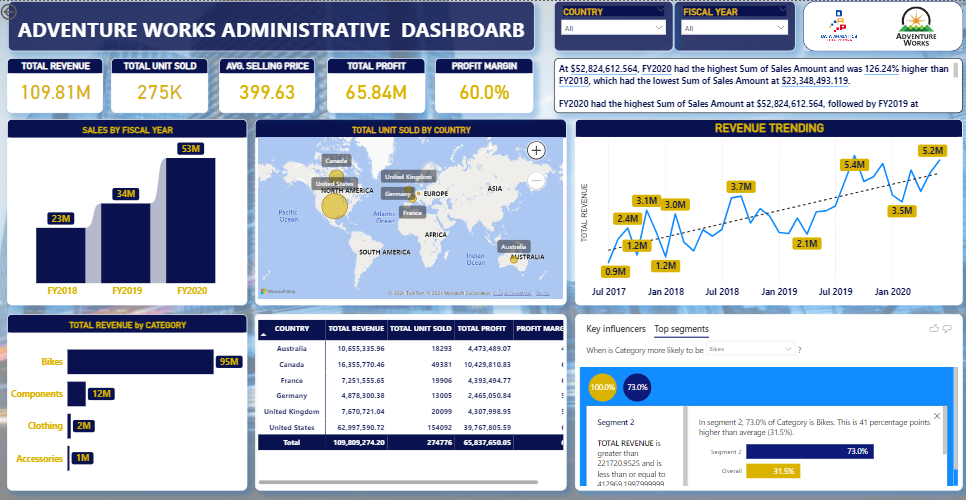 ADVENTURE WORKS ADMINISTRATIVE DASHBOARB
COUNTRY
All
FISCAL YEAR
All
ADVENTURE
WORKS
TOTAL REVENUE
109.81M
TOTAL UNIT SOLD
275K
AVG. SELLING PRICE
399.63
TOTAL PROFIT
65.84M
PROFIT MARGIN
60.0%
At $52,824,612.564, FY2020 had the highest Sum of Sales Amount and was 126.24% higher than
FY2018, which had the lowest Sum of Sales Amount at $23,348,493.119.
FY2020 had the highest Sum of Sales Amount at $52,824,612.564, followed by FY2019 at
SALES BY FISCAL YEAR
53M
34M
23M
FY2018 FY2019 FY2020
TOTAL UNIT SOLD BY COUNTRY
Canada
United States
NORTH AMERICA
United Kingdom
Germany
EUROPE
France
ASIA
Pacific
Ocean
Atlantic
Ocean
AFRICA
SOUTH AMERICA
Indian
Ocean
Australia
AUSTRALIA
Microsoft Bing
© 2024 TomTom, © 2024 Microsoft Corporation, © OpenStreetMap Terms
REVENUE TRENDING
TOTAL REVENUE
5.2M
5.4M
3.7M
3.1M
3.0M
2.4M
3.5M
1.2M
2.1M
1.2M
0.9M
Jul 2017 Jan 2018 Jul 2018 Jan 2019 Jul 2019 Jan 2020
TOTAL REVENUE by CATEGORY
Bikes 95M
Components 12M
Clothing 2M
Accessories 1M
COUNTRY TOTAL REVENUE TOTAL UNIT SOLD TOTAL PROFIT PROFIT MARG
Australia 10,655,335.96 18293 4,473,489.07
Canada 16,355,770.46 49381 10,429,810.83
France 7,251,555.65 19906 4,393,494.77
Germany 4,878,300.38 13005 2,465,050.84
United Kingdom 7,670,721.04 20099 4,307,998.95
United States 62,997,590.72 154092 39,767,805.59
Total 109,809,274.20 274776 65,837,650.05
Key influencers Top segments
When is Category more likely to be Bikes ?
100.0% 73.0%
Segment 2
TOTAL REVENUE is
greater than
221720.9525 and is
less than or equal to
412969.1997999999
In segment 2, 73.0% of Category is Bikes. This is 41 percentage points
higher than average (31.5%).
Segment 2 73.0%
Overall 31.5%